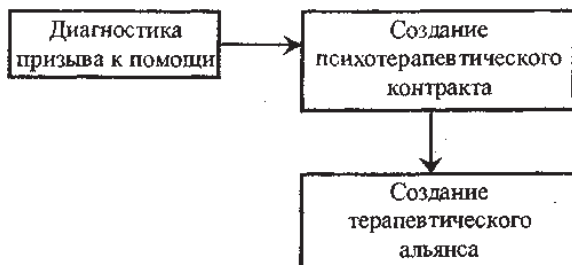 Диагностика
призыва к помощи
Создание
психотерапевтического
контракта
Создание
терапевтического
альянса